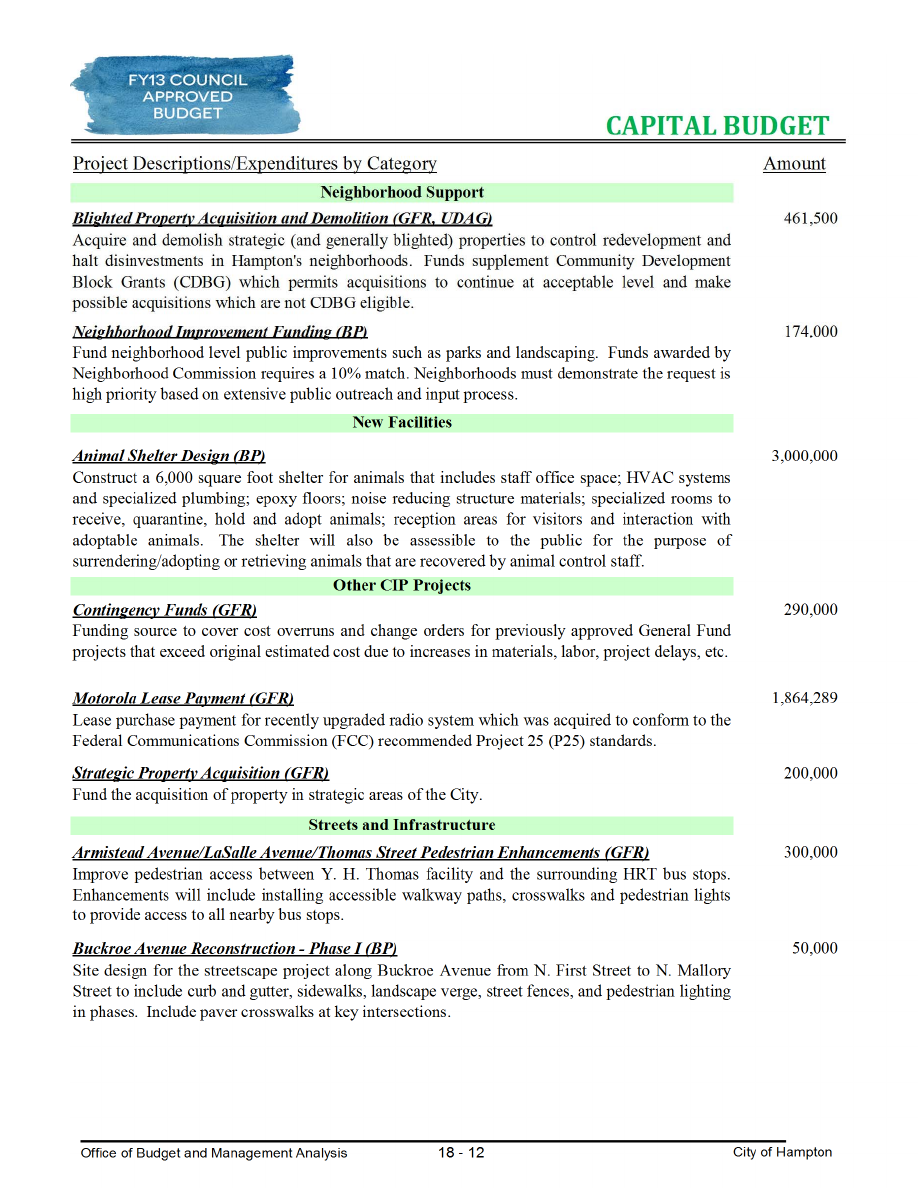 FY13 COUNCIL
APPROVED
BUDGET
CAPITAL BUDGET
Project Descriptions/Expenditures by Category Amount
Neighborhood Support
Blighted Property Acquisition and Demolition (GFR, UDAG) 461,500
Acquire and demolish strategic (and generally blighted) properties to control redevelopment and
halt disinvestments in Hampton's neighborhoods. Funds supplement Community Development
Block Grants (CDBG) which permits acquisitions to continue at acceptable level and make
possible acquisitions which are not CDBG eligible.
Neighborhood Improvement Funding (BP) 174,000
Fund neighborhood level public improvements such as parks and landscaping. Funds awarded by
Neighborhood Commission requires a 10% match. Neighborhoods must demonstrate the request is
high priority based on extensive public outreach and input process.
New Facilities
Animal Shelter Design (BP) 3,000,000
Construct a 6,000 square foot shelter for animals that includes staff office space; HVAC systems
and specialized plumbing; epoxy floors; noise reducing structure materials; specialized rooms to
receive, quarantine, hold and adopt animals; reception areas for visitors and interaction with
adoptable animals. The shelter will also be assessible to the public for the purpose of
surrendering/adopting or retrieving animals that are recovered by animal control staff.
Other CIP Projects
Contingency Funds (GFR) 290,000
Funding source to cover cost overruns and change orders for previously approved General Fund
projects that exceed original estimated cost due to increases in materials, labor, project delays, etc.
Motorola Lease Payment (GFR) 1,864,289
Lease purchase payment for recently upgraded radio system which was acquired to conform to the
Federal Communications Commission (FCC) recommended Project 25 (P25) standards.
Strategic Property Acquisition (GFR) 200,000
Fund the acquisition of property in strategic areas of the City.
Streets and Infrastructure
Armistead Avenue/LaSalle Avenue/Thomas Street Pedestrian Enhancements (GFR) 300,000
Improve pedestrian access between Y. H. Thomas facility and the surrounding HRT bus stops.
Enhancements will include installing accessible walkway paths, crosswalks and pedestrian lights
to provide access to all nearby bus stops.
Buckroe Avenue Reconstruction - Phase I (BP) 50,000
Site design for the streetscape project along Buckroe Avenue from N. First Street to N. Mallory
Street to include curb and gutter, sidewalks, landscape verge, street fences, and pedestrian lighting
in phases. Include paver crosswalks at key intersections.
Office of Budget and Management Analysis 18 - 12 City of Hampton